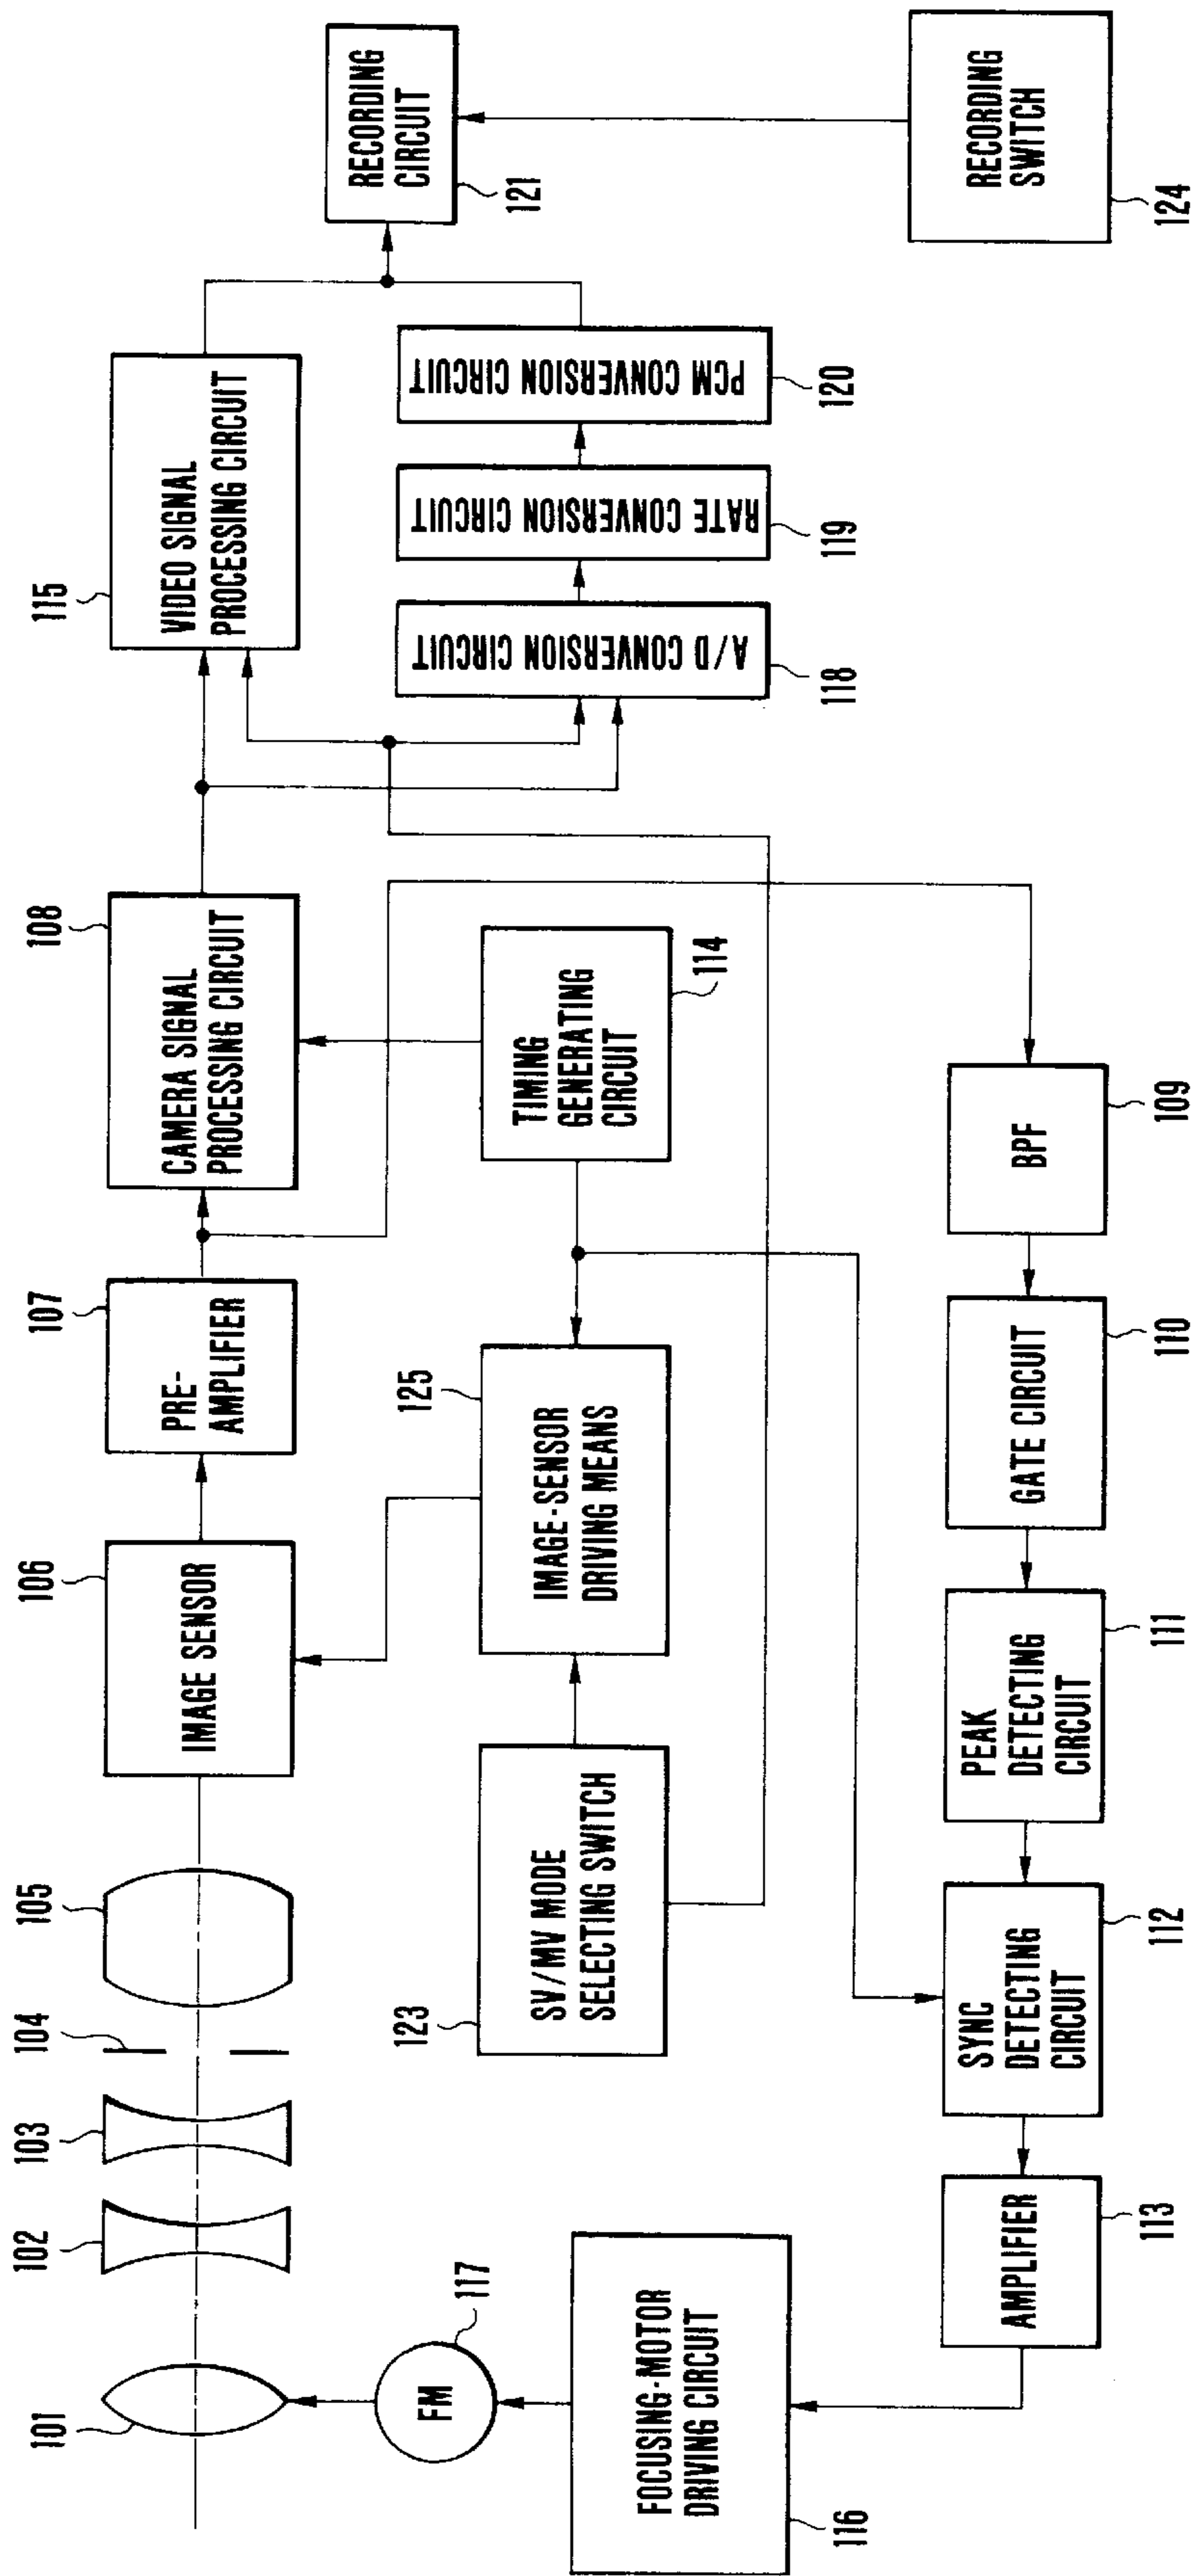 101
102
103
104
105
106
IMAGE SENSOR
107
PRE-
AMPLIFIER
108
CAMERA SIGNAL
PROCESSING CIRCUIT
115
VIDEO SIGNAL
PROCESSING CIRCUIT
RECORDING
CIRCUIT
121
FM
117
123
SV/MV MODE
SELECTING SWITCH
125
IMAGE-SENSOR
DRIVING MEANS
TIMING
GENERATING
CIRCUIT
114
A/D CONVERSION CIRCUIT
118
RATE CONVERSION CIRCUIT
119
PCM CONVERSION CIRCUIT
120
FOCUSING-MOTOR
DRIVING CIRCUIT
116
AMPLIFIER
113
SYNC
DETECTING
CIRCUIT
112
PEAK
DETECTING
CIRCUIT
111
GATE CIRCUIT
110
BPF
109
RECORDING
SWITCH
124